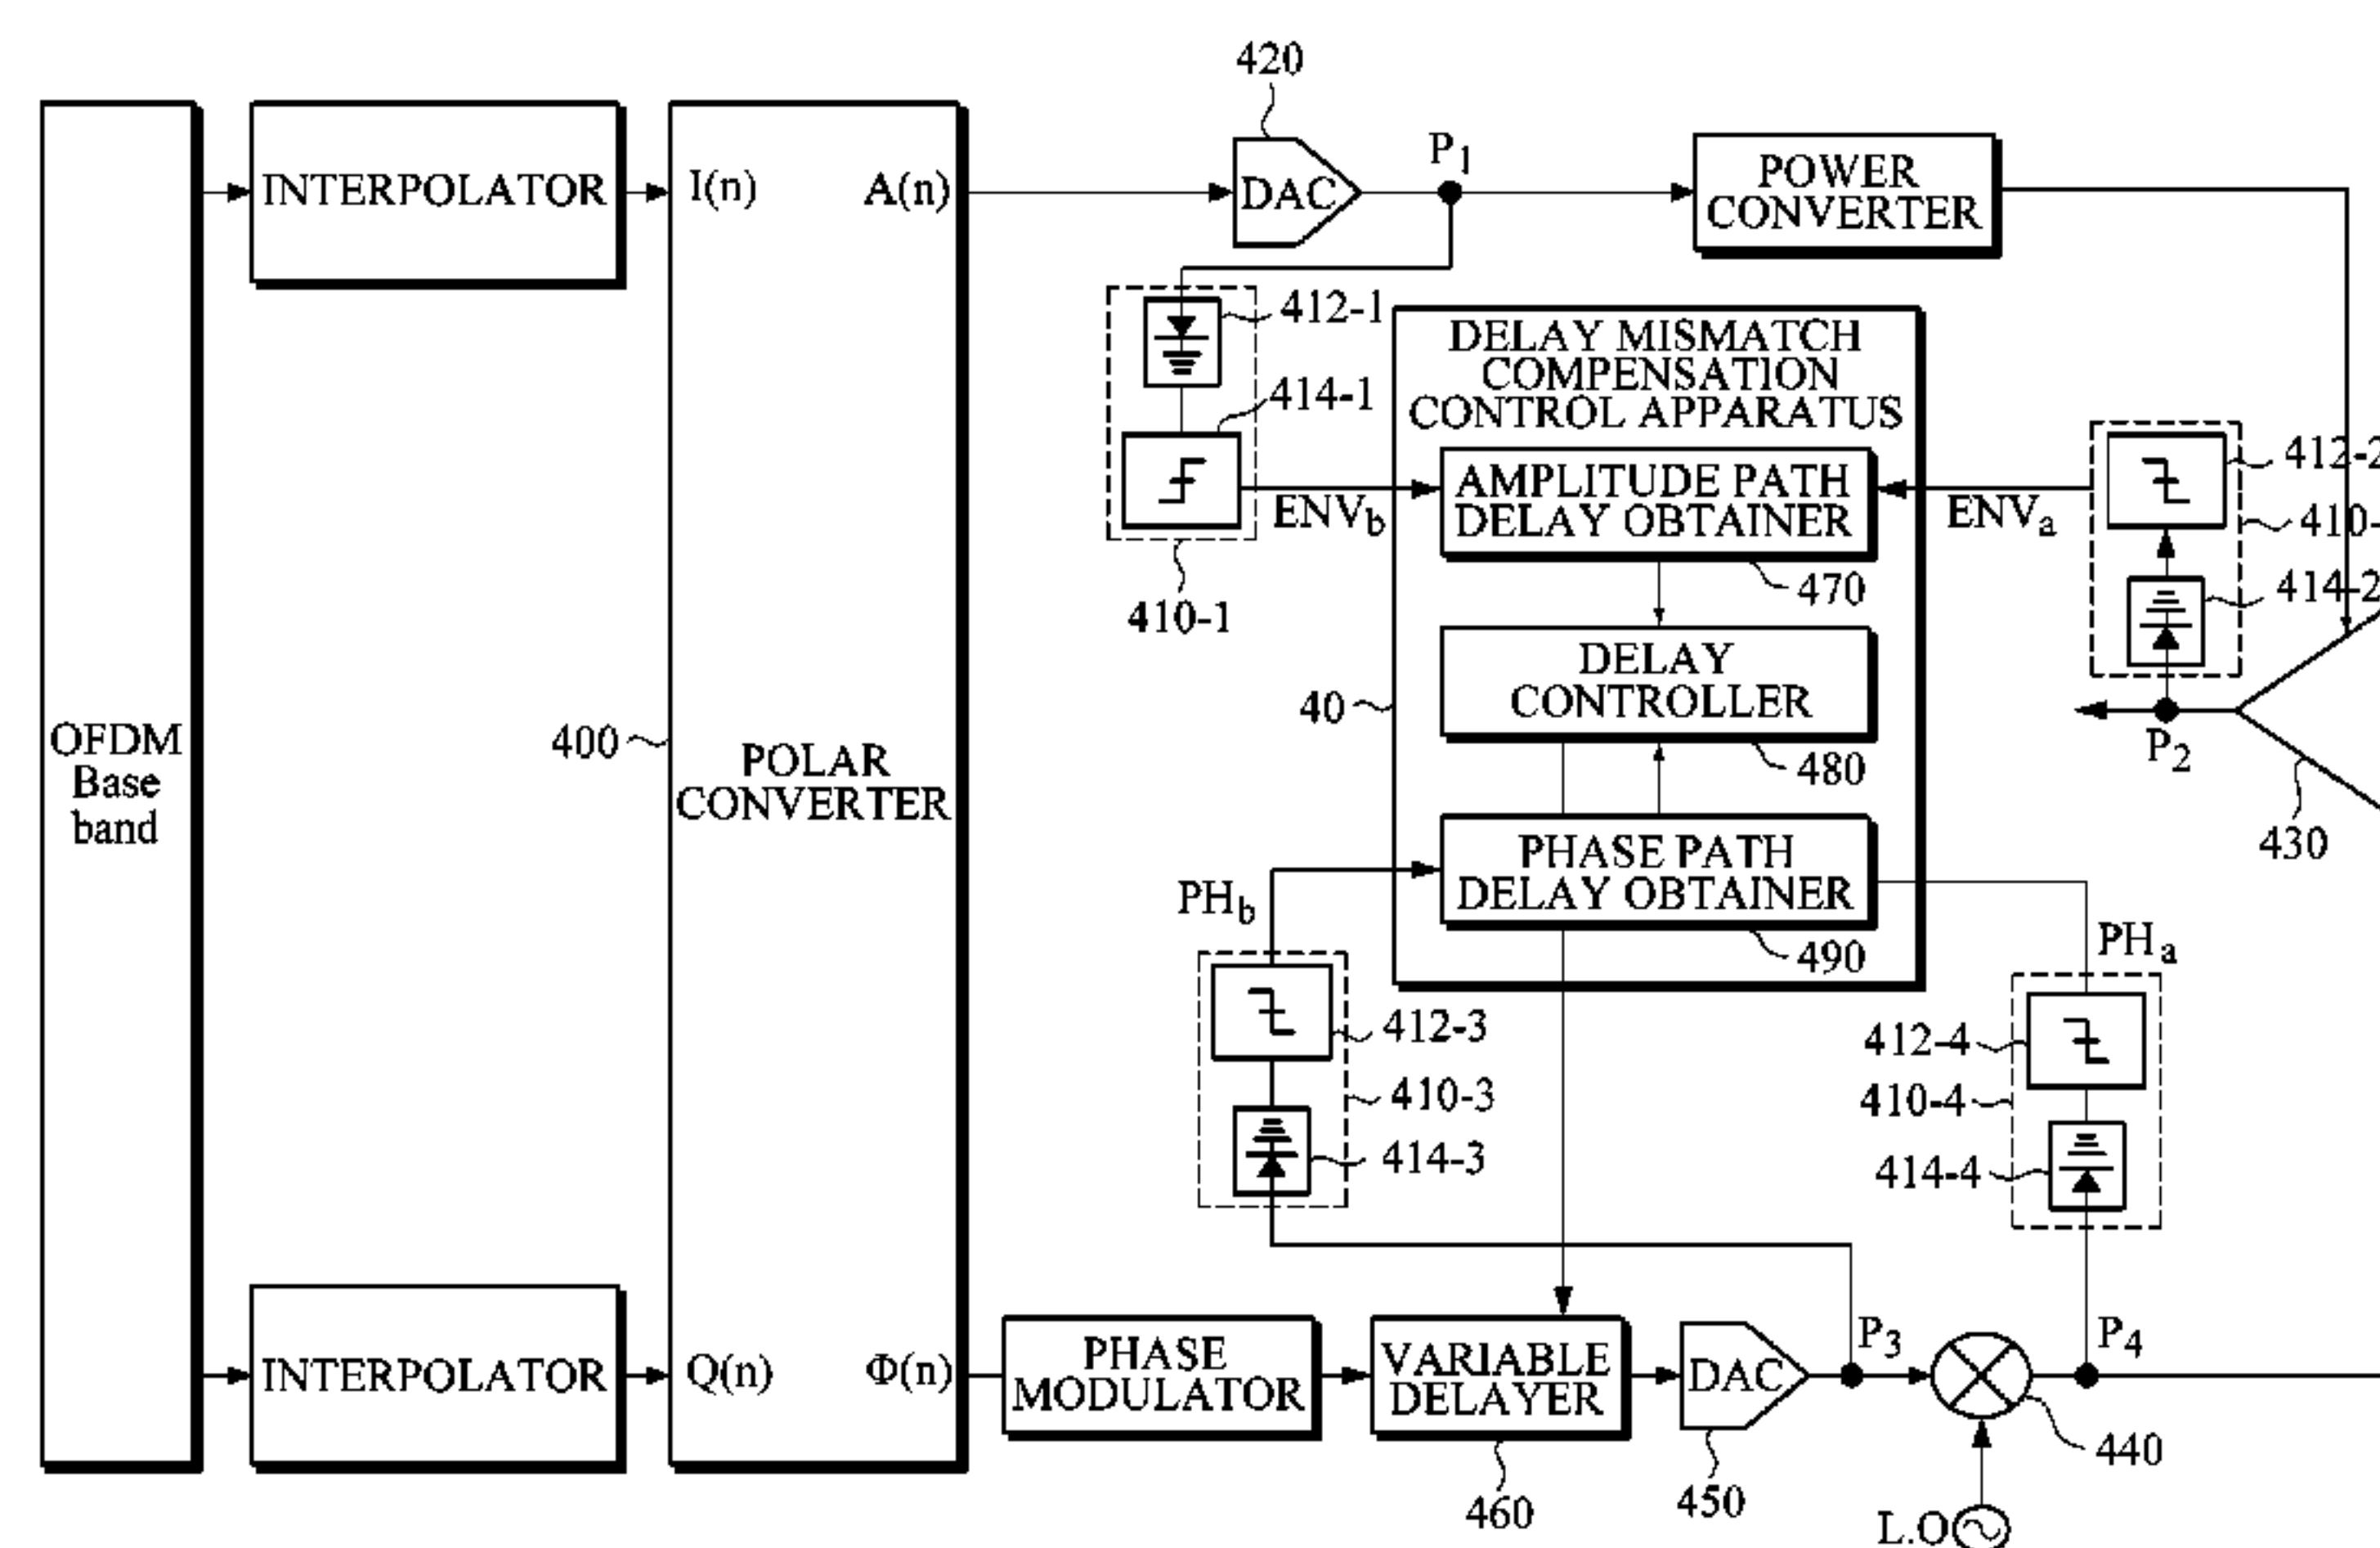 420
P1
INTERPOLATOR
I(n)
A(n)
DAC
POWER
CONVERTER
412-1
414-1
ENVb
410-1
DELAY MISMATCH
COMPENSATION
CONTROL APPARATUS
AMPLITUDE PATH
DELAY OBTAINER
470
ENVa
412-2
410-
414-2
DELAY
CONTROLLER
40
480
P2
430
OFDM
Base
band
400
POLAR
CONVERTER
PHASE PATH
DELAY OBTAINER
490
PHb
PHa
412-3
410-3
414-3
412-4
410-4
414-4
INTERPOLATOR
Q(n)
Φ(n)
PHASE
MODULATOR
VARIABLE
DELAYER
460
DAC
450
P3
P4
440
L.O